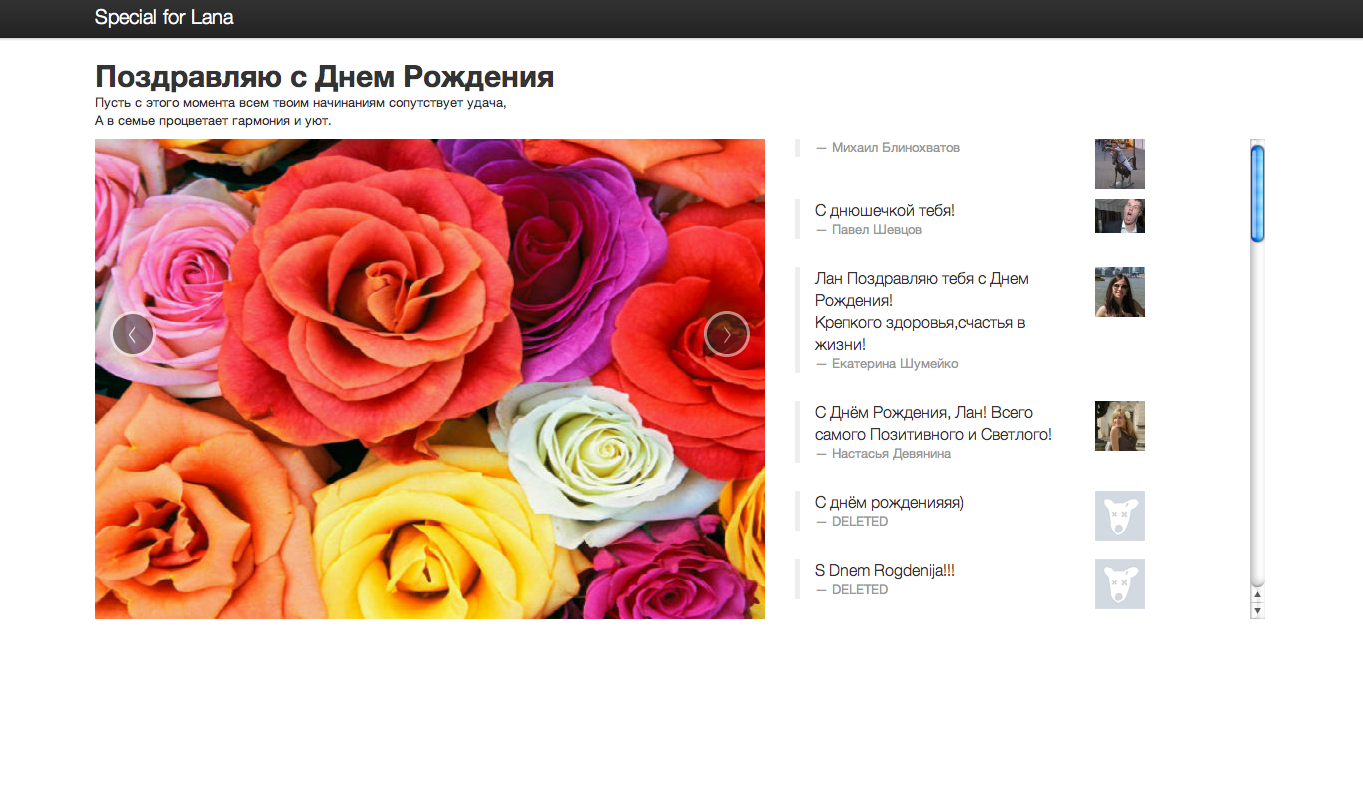 Special for Lana
Поздравляю с Днем Рождения
Пусть с этого момента всем твоим начинаниям сопутствует удача,
А в семье процветает гармония и уют.
— Михаил Блинохватов
С днюшечкой тебя!
— Павел Шевцов
Лан Поздравляю тебя с Днем
Рождения!
Крепкого здоровья,счастья в
жизни!
— Екатерина Шумейко
С Днём Рождения, Лан! Всего
самого Позитивного и Светлого!
— Настасья Девянина
С днём рожденияяя)
— DELETED
S Dnem Rogdenija!!!
— DELETED